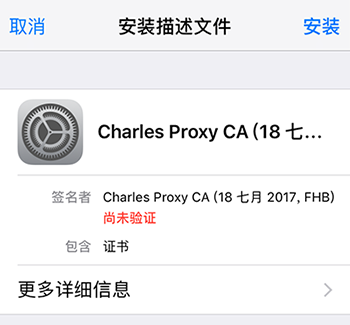 取消 安装描述文件 安装
Charles Proxy CA (18 七...
签名者 Charles Proxy CA (18 七月 2017, FHB)
尚未验证
包含 证书
更多详细信息